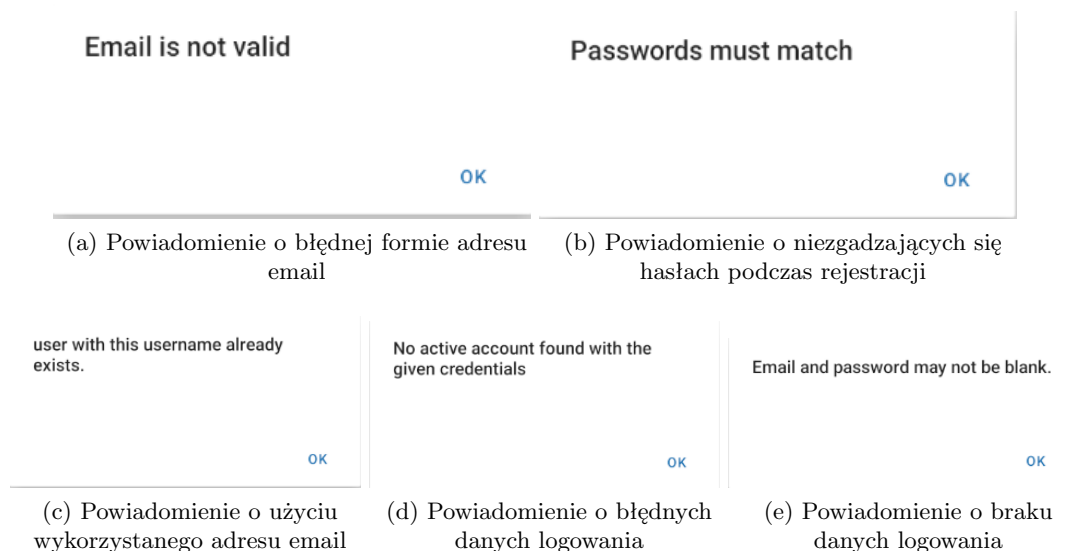 Email is not valid
OK
Passwords must match
OK
(a) Powiadomienie o błędnej formie adresu
email
(b) Powiadomienie o niezgadzających się
hasłach podczas rejestracji
user with this username already
exists.
OK
No active account found with the
given credentials
OK
Email and password may not be blank.
OK
(c) Powiadomienie o użyciu
wykorzystanego adresu email
(d) Powiadomienie o błędnych
danych logowania
(e) Powiadomienie o braku
danych logowania